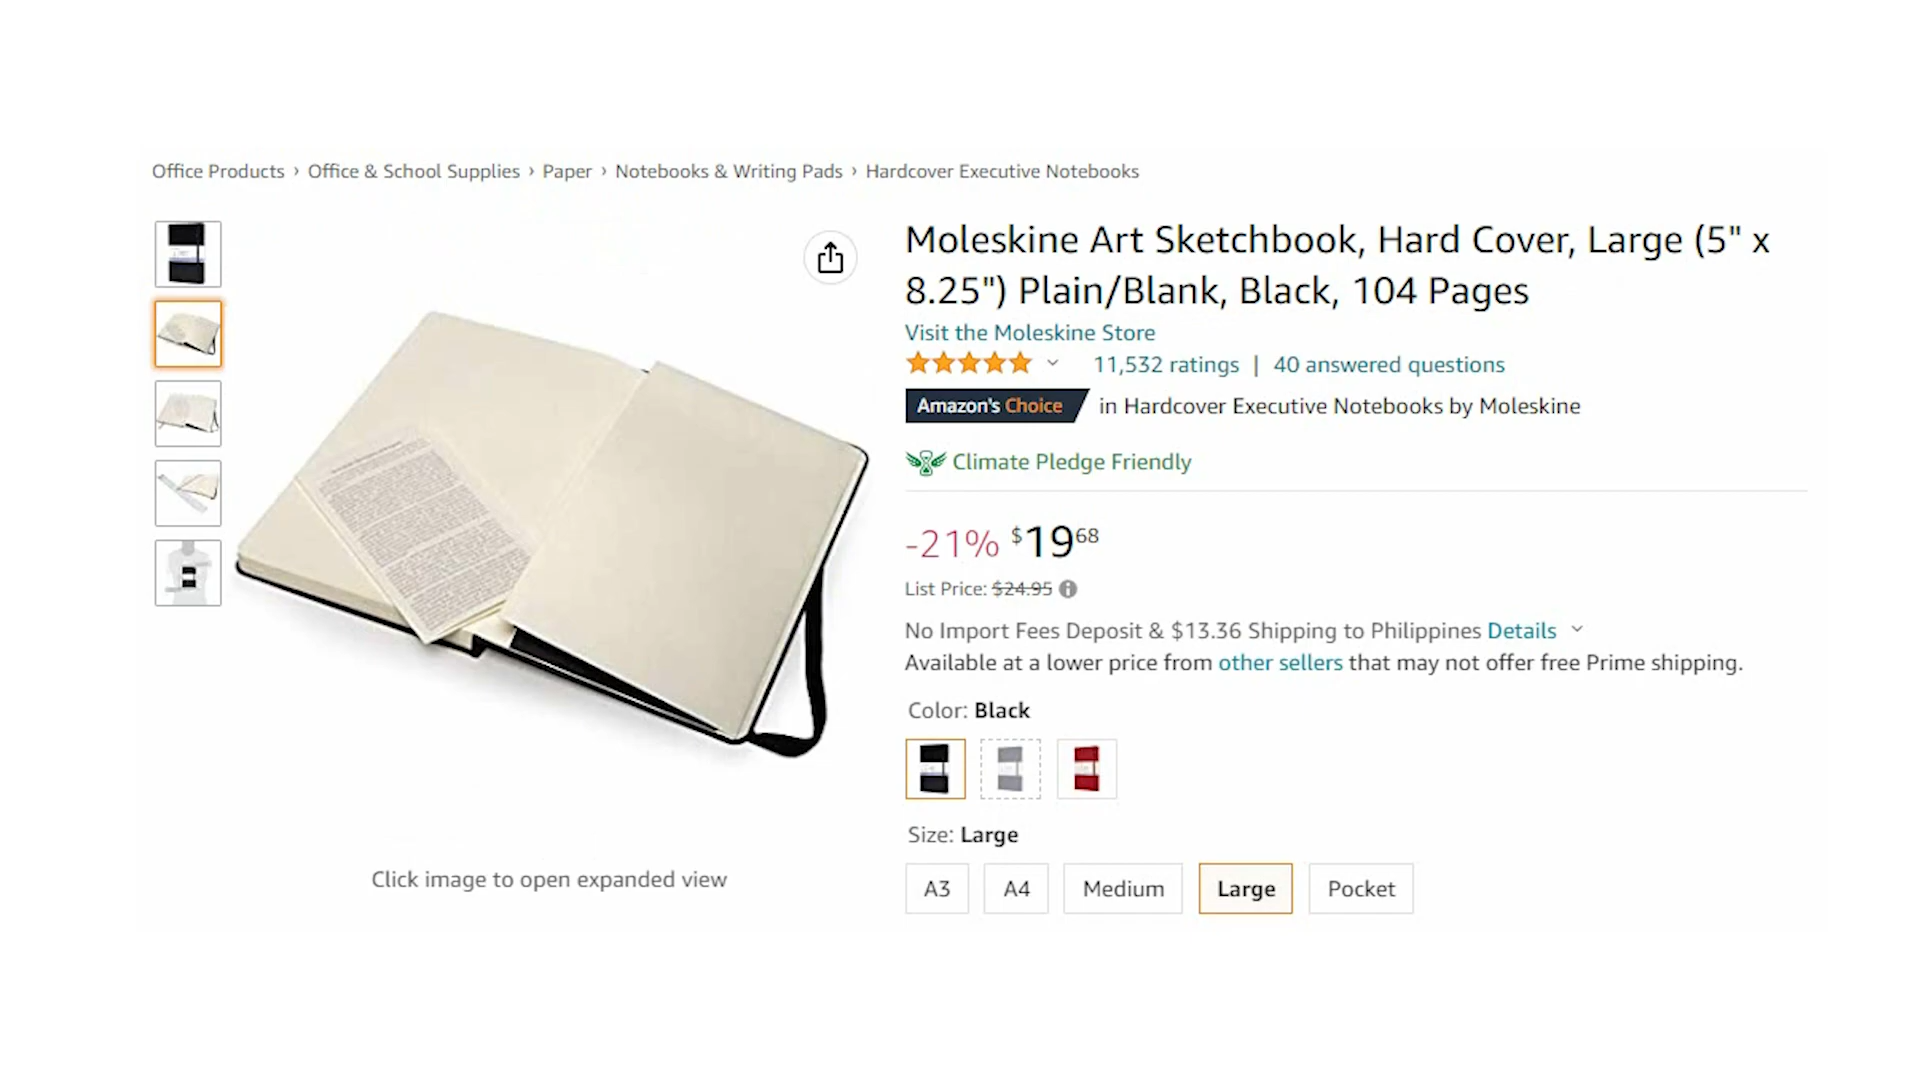 Office Products › Office & School Supplies › Paper › Notebooks & Writing Pads › Hardcover Executive Notebooks
Moleskine Art Sketchbook, Hard Cover, Large (5" x
8.25") Plain/Blank, Black, 104 Pages
Visit the Moleskine Store
11,532 ratings | 40 answered questions
Amazon's Choice in Hardcover Executive Notebooks by Moleskine
Climate Pledge Friendly
-21% $19 68
List Price: $24.95
No Import Fees Deposit & $13.36 Shipping to Philippines Details
Available at a lower price from other sellers that may not offer free Prime shipping.
Color: Black
Size: Large
A3 A4 Medium Large Pocket
Click image to open expanded view